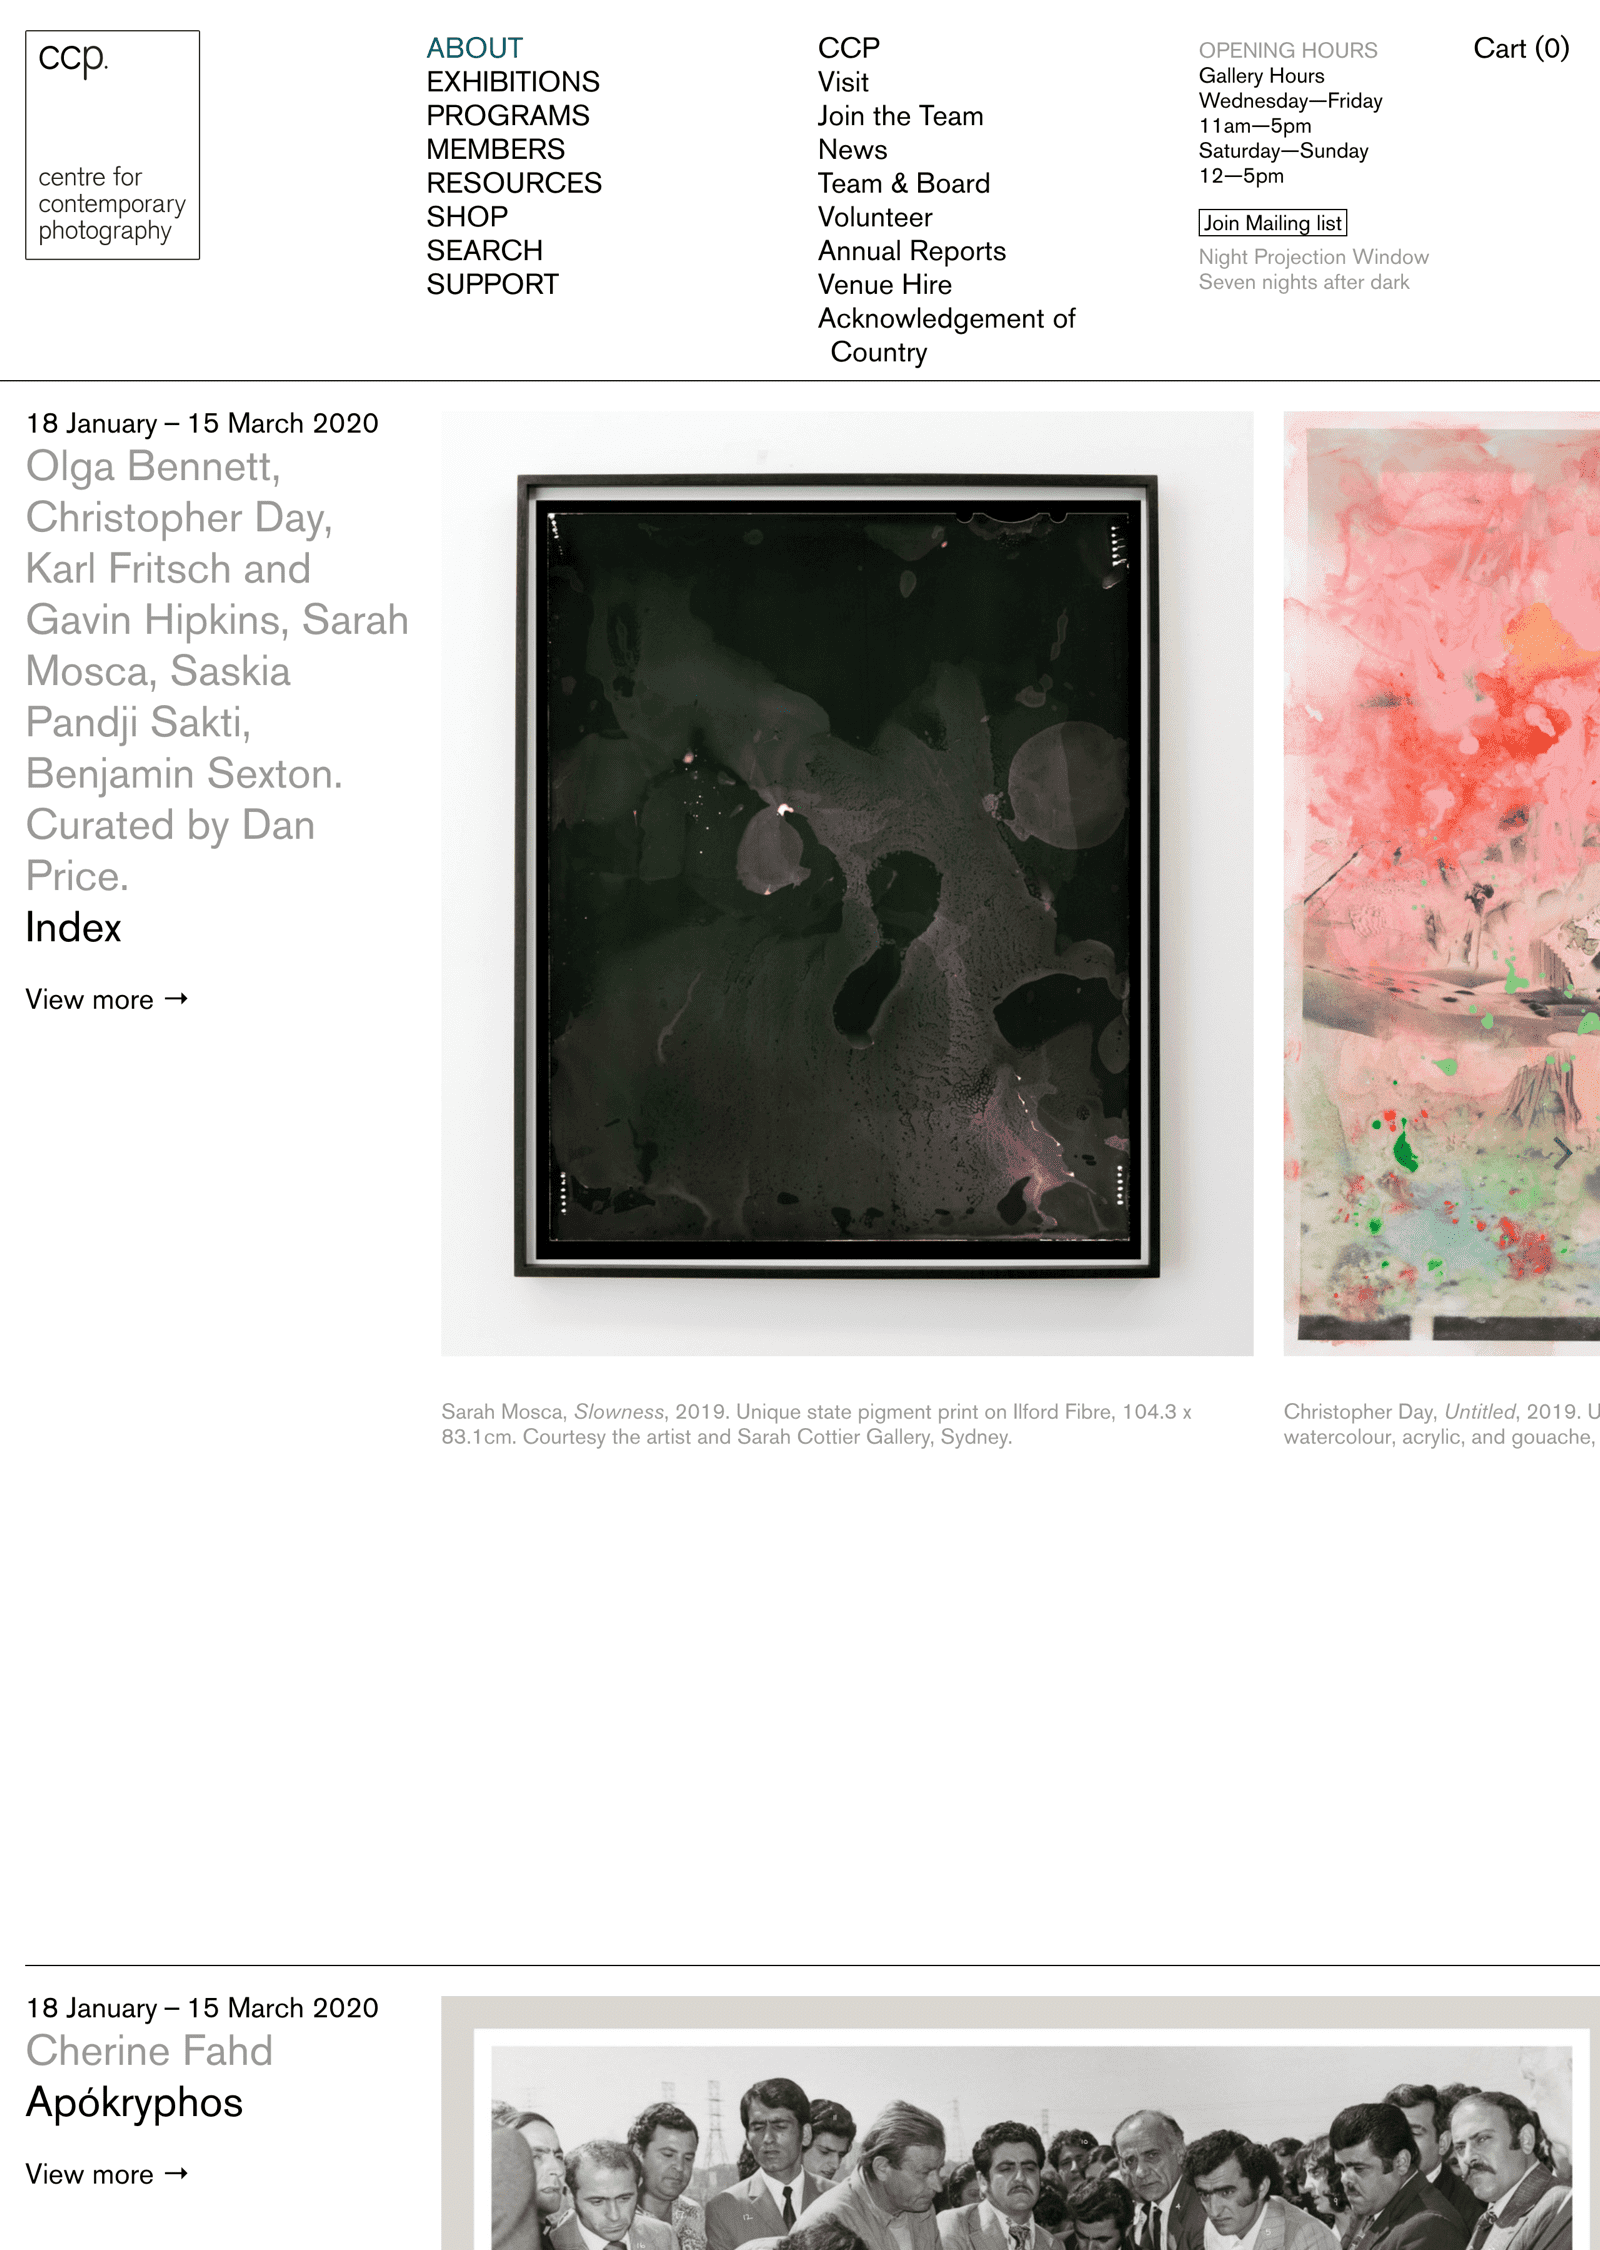 ccp.
centre for
contemporary
photography
ABOUT
EXHIBITIONS
PROGRAMS
MEMBERS
RESOURCES
SHOP
SEARCH
SUPPORT
CCP
Visit
Join the Team
News
Team & Board
Volunteer
Annual Reports
Venue Hire
Acknowledgement of
Country
OPENING HOURS
Gallery Hours
Wednesday—Friday
11am—5pm
Saturday—Sunday
12—5pm
Join Mailing list
Night Projection Window
Seven nights after dark
Cart (0)
18 January – 15 March 2020
Olga Bennett,
Christopher Day,
Karl Fritsch and
Gavin Hipkins, Sarah
Mosca, Saskia
Pandji Sakti,
Benjamin Sexton.
Curated by Dan
Price.
Index
View more →
Sarah Mosca, Slowness, 2019. Unique state pigment print on Ilford Fibre, 104.3 x
83.1cm. Courtesy the artist and Sarah Cottier Gallery, Sydney.
Christopher Day, Untitled, 2019. U
watercolour, acrylic, and gouache,
18 January – 15 March 2020
Cherine Fahd
Apókryphos
View more →